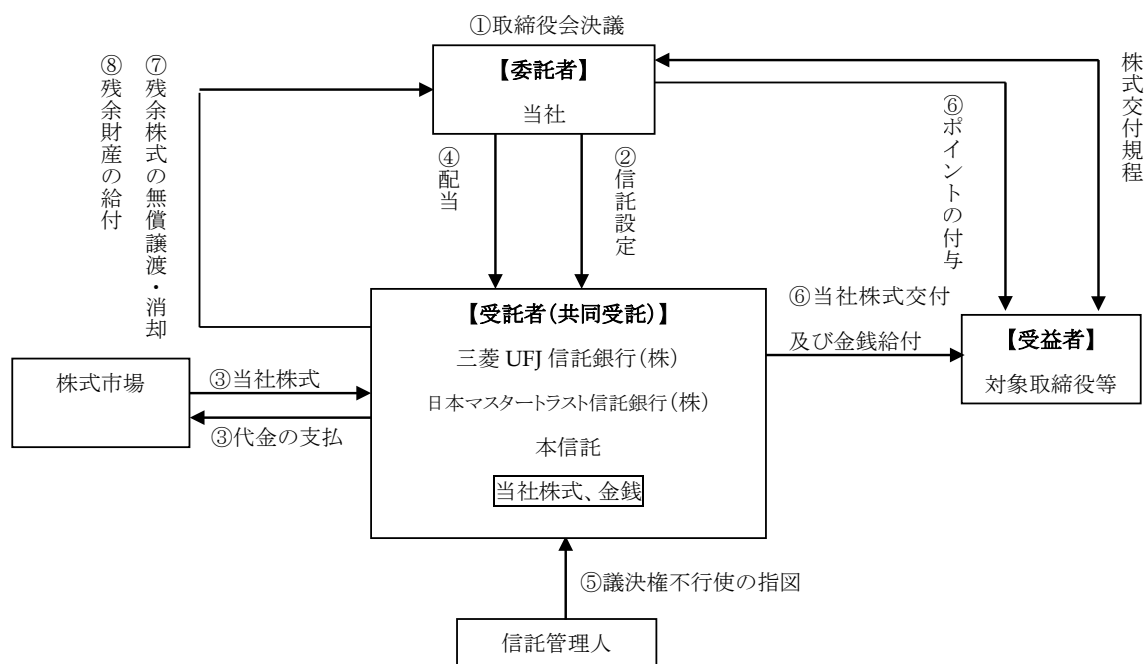 ①取締役会決議
【委託者】
当社
⑧残余財産の給付
⑦残余株式の無償譲渡・消却
④配当
②信託設定
⑥ポイントの付与
株式交付規程
【受託者(共同受託)】
三菱 UFJ 信託銀行(株)
日本マスタートラスト信託銀行(株)
本信託
当社株式、金銭
⑥当社株式交付
及び金銭給付
【受益者】
対象取締役等
株式市場
③当社株式
③代金の支払
⑤議決権不行使の指図
信託管理人